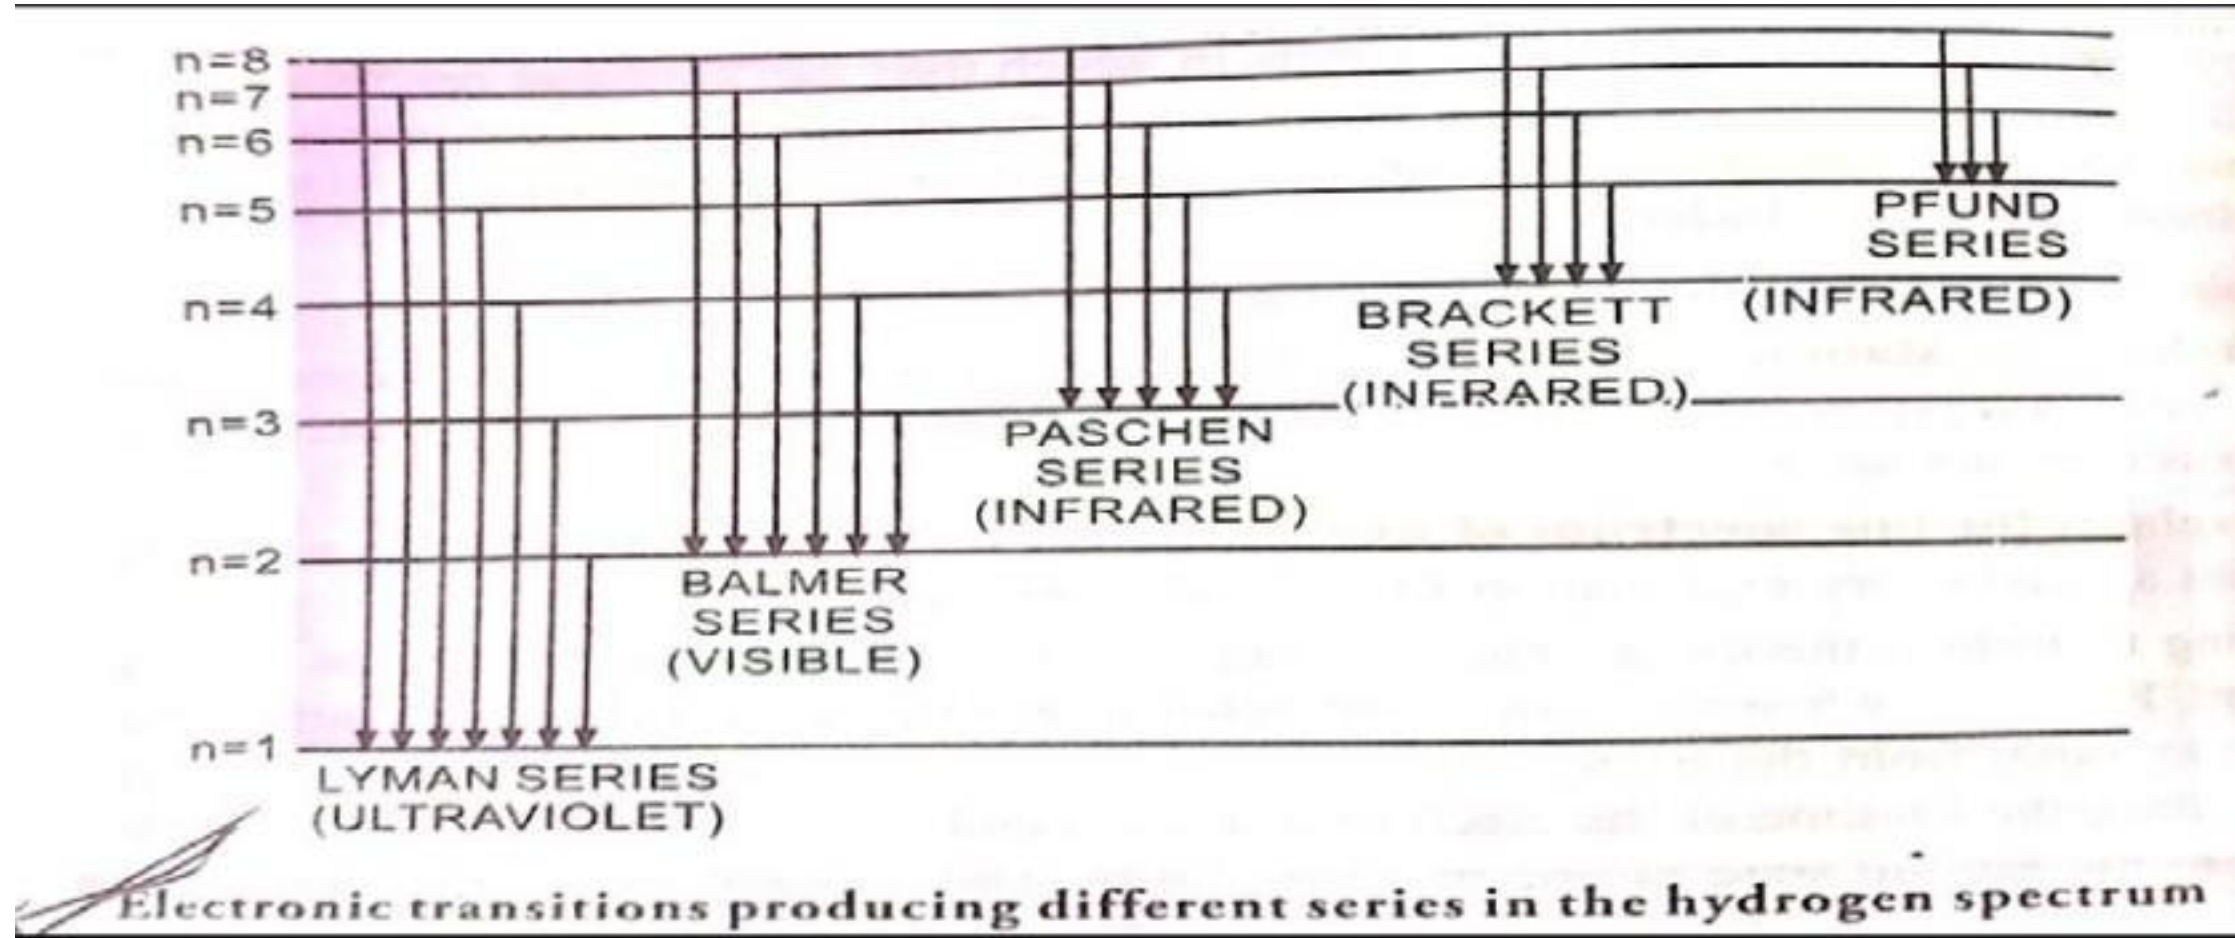 n=8
n=7
n=6
n=5
n=4
n=3
n=2
n=1
LYMAN SERIES
(ULTRAVIOLET)
BALMER
SERIES
(VISIBLE)
PASCHEN
SERIES
(INFRARED)
BRACKETT
SERIES
(INFRARED)
PFUND
SERIES
(INFRARED)
Electronic transitions producing different series in the hydrogen spectrum